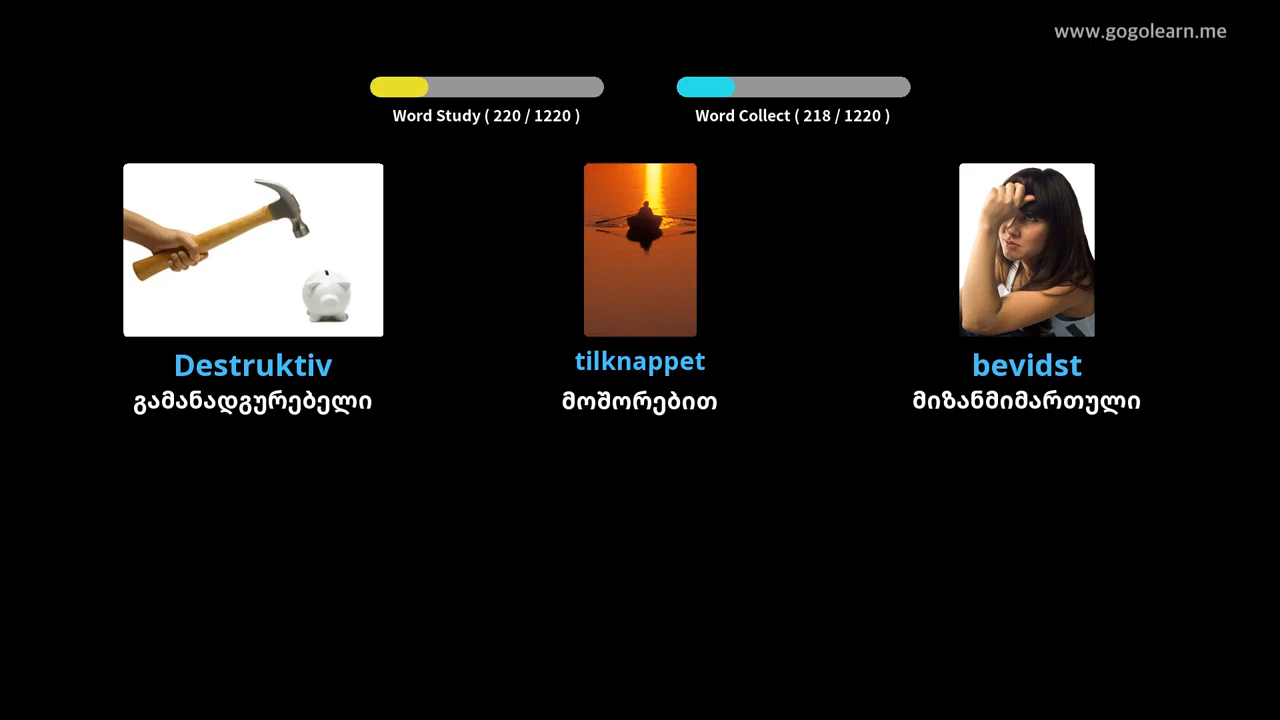 www.gogolearn.me
Word Study ( 220 / 1220 )
Word Collect ( 218 / 1220 )
Destruktiv
tilknappet
bevidst
გამანადგურებელი
მოშორებით
მიზანმიმართული